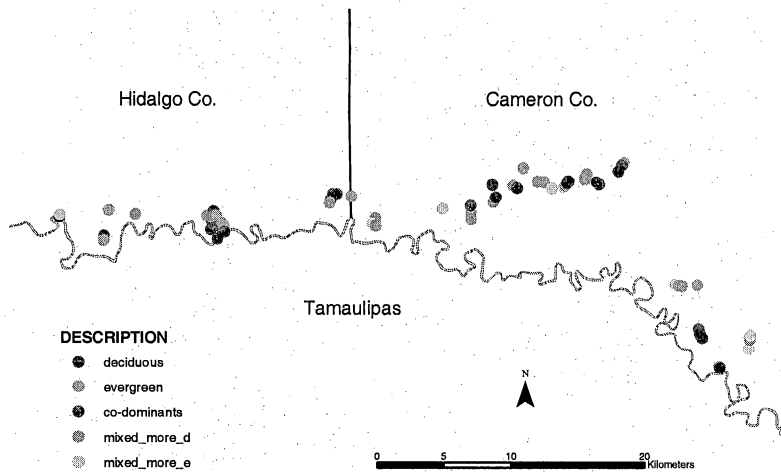 Hidalgo Co.
Cameron Co.
Tamaulipas
DESCRIPTION
deciduous
evergreen
co-dominants
mixed_more_d
mixed_more_e
N
0 5 10 20 Kilometers